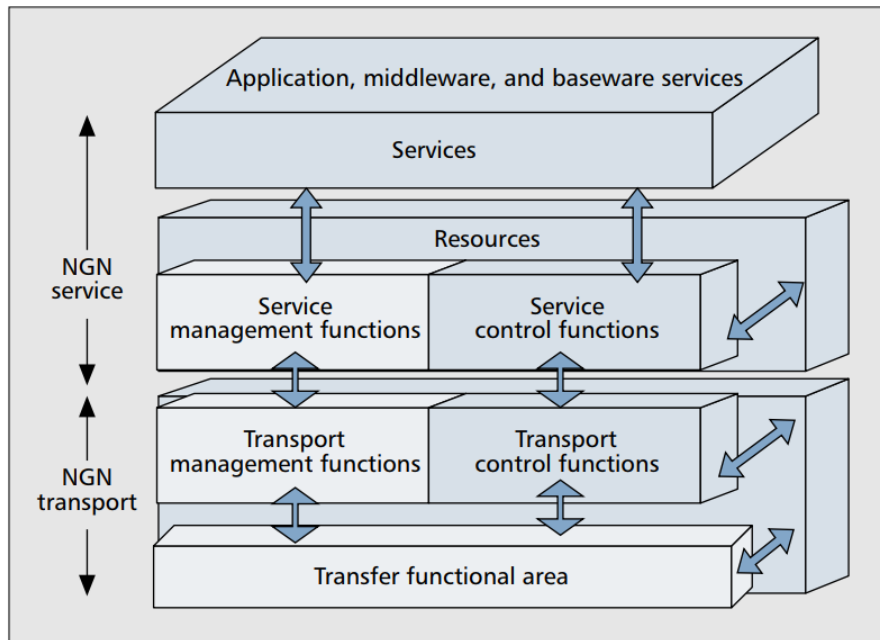 Application, middleware, and baseware services
Services
NGN
service
Resources
Service
management functions
Service
control functions
NGN
transport
Transport
management functions
Transport
control functions
Transfer functional area